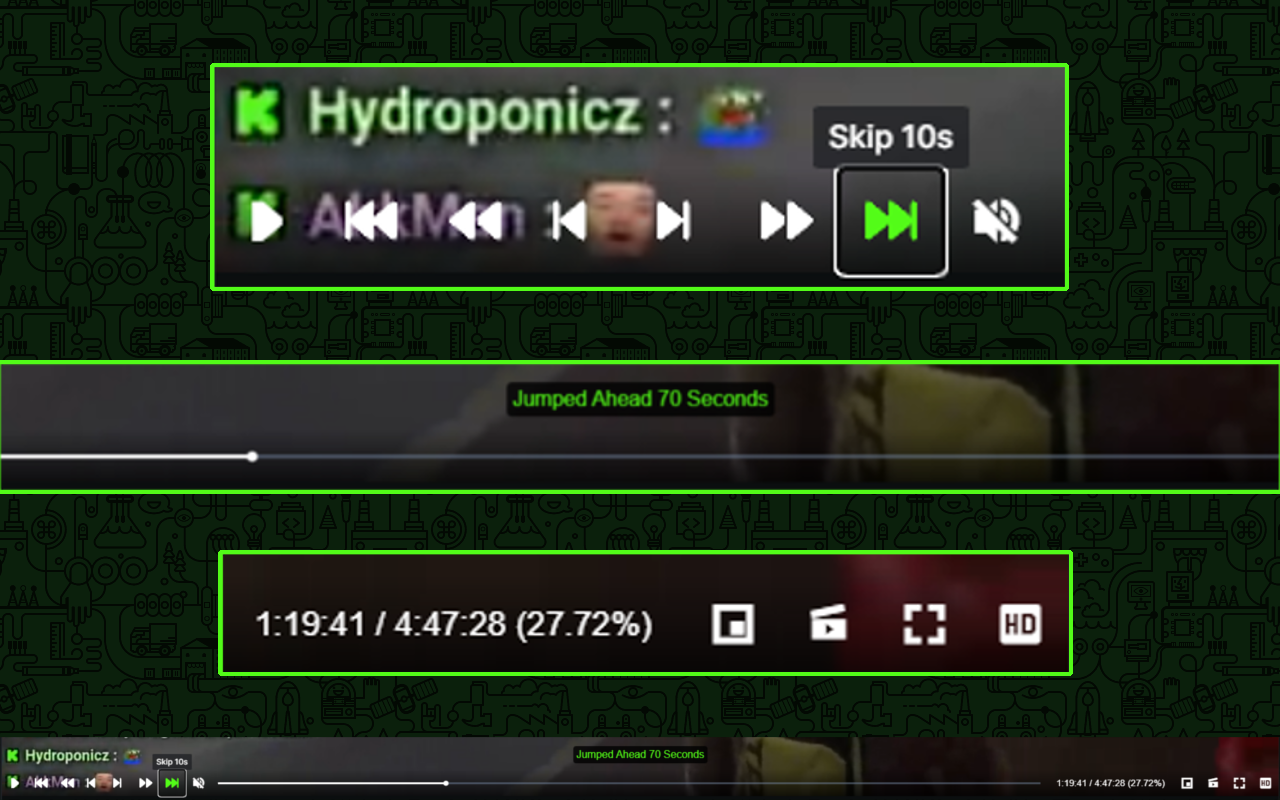 Hydroponicz :
Skip 10s
Jumped Ahead 70 Seconds
1:19:41 / 4:47:28 (27.72%)
HD
Hydroponicz :
Jumped Ahead 70 Seconds
Skip 10s
1:19:41 / 4:47:28 (27.72%)
HD